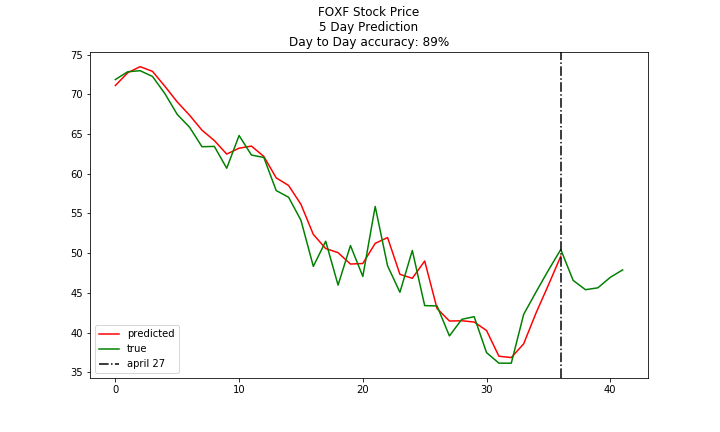 FOXF Stock Price
5 Day Prediction
Day to Day accuracy: 89%
75
70
65
60
55
50
45
40
35
predicted
true
april 27
0
10
20
30
40